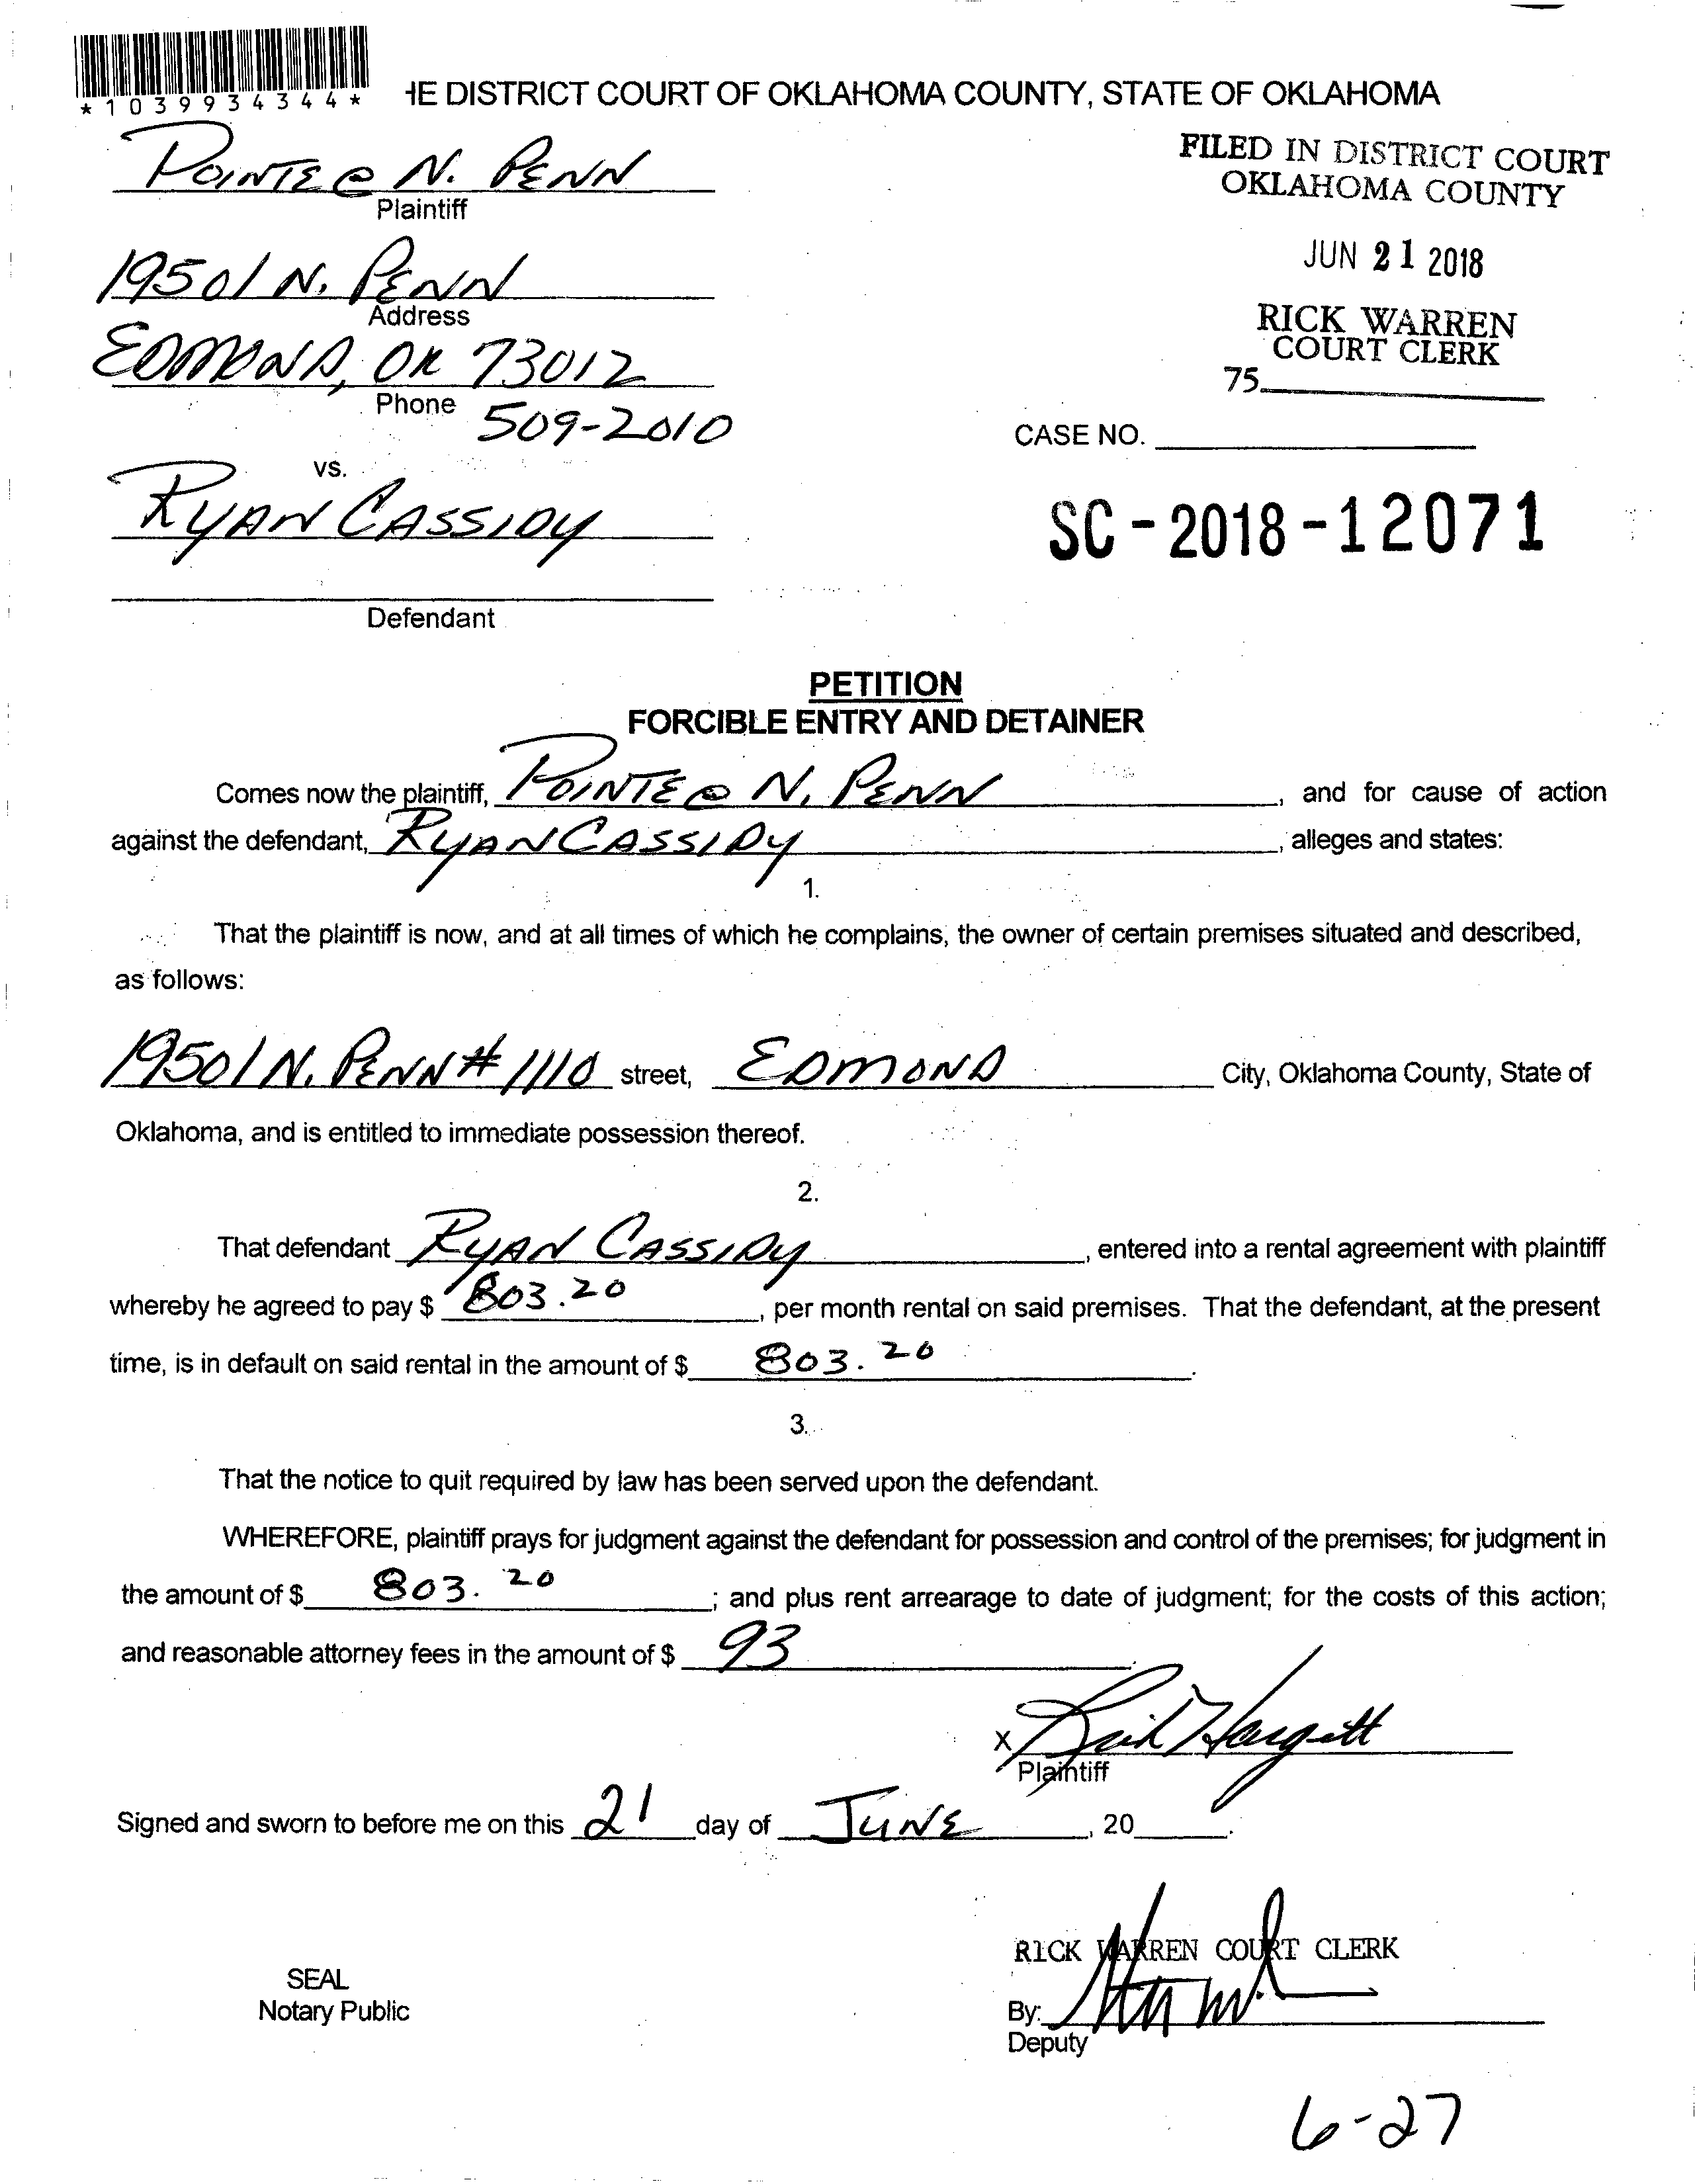 *1039934344*
HE DISTRICT COURT OF OKLAHOMA COUNTY, STATE OF OKLAHOMA
POINTE @ N. PENN
Plaintiff
FILED IN DISTRICT COURT
OKLAHOMA COUNTY
19501 N. PENN
Address
JUN 21 2018
EDMOND, OK 73012
Phone 509-2010
RICK WARREN
COURT CLERK
75
CASE NO.
vs.
RYAN CASSIDY
SC-2018-12071
Defendant
PETITION
FORCIBLE ENTRY AND DETAINER
Comes now the plaintiff, POINTE @ N. PENN, and for cause of action
against the defendant, RYAN CASSIDY, alleges and states:
1.
That the plaintiff is now, and at all times of which he complains, the owner of certain premises situated and described,
as follows:
19501 N. PENN # 1110 street, EDMOND City, Oklahoma County, State of
Oklahoma, and is entitled to immediate possession thereof.
2.
That defendant RYAN CASSIDY, entered into a rental agreement with plaintiff
whereby he agreed to pay $ 803.20, per month rental on said premises. That the defendant, at the present
time, is in default on said rental in the amount of $ 803.20.
3.
That the notice to quit required by law has been served upon the defendant.
WHEREFORE, plaintiff prays for judgment against the defendant for possession and control of the premises; for judgment in
the amount of $ 803.20; and plus rent arrearage to date of judgment; for the costs of this action;
and reasonable attorney fees in the amount of $ 93.
X Hargett
Plaintiff
Signed and sworn to before me on this 21 day of JUNE, 20.
RICK WARREN COURT CLERK
SEAL
Notary Public
By:
Deputy
6-27